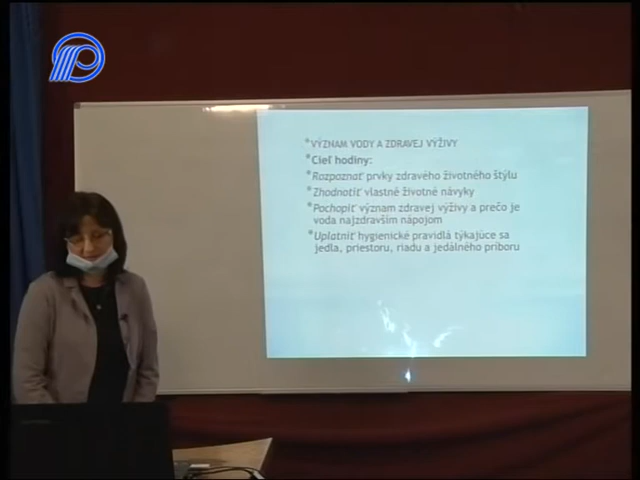 *VÝZNAM VODY A ZDRAVEJ VÝŽIVY
*Cieľ hodiny:
*Rozpoznať prvky zdravého životného štýlu
*Zhodnotiť vlastné životné návyky
*Pochopiť význam zdravej výživy a prečo je
voda najzdravším nápojom
*Uplatniť hygienické pravidlá týkajúce sa
jedla, priestoru, riadu a jedálného príboru